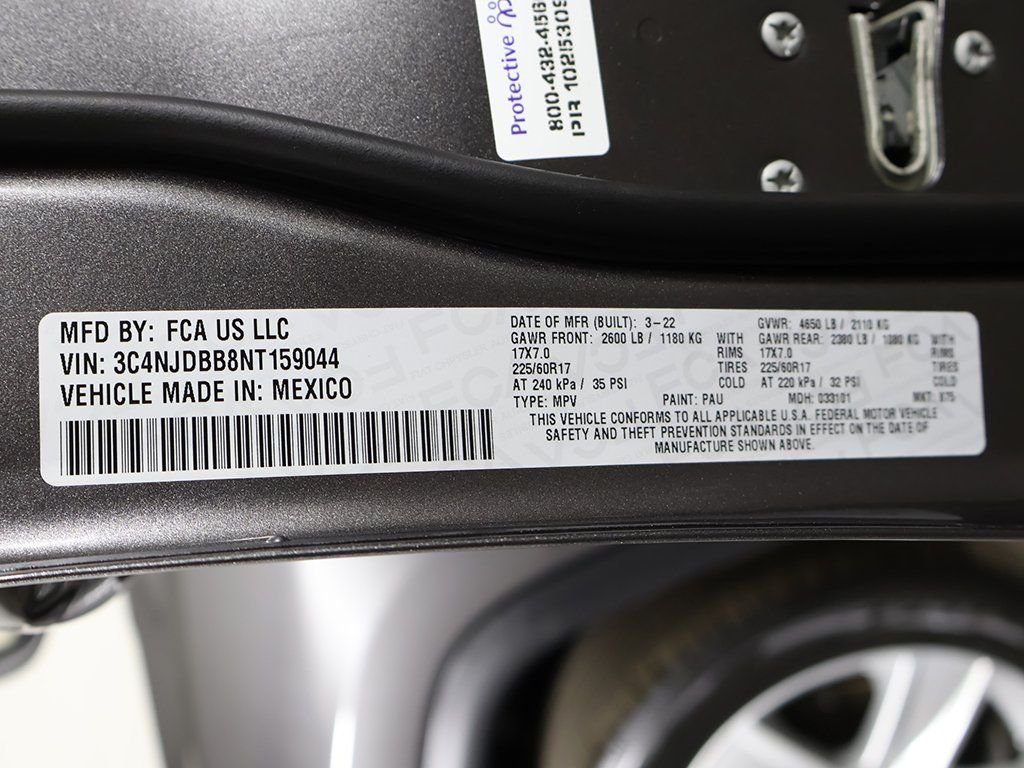 Protective
800-432-456
PIR 1025309
MFD BY: FCA US LLC
VIN: 3C4NJDBB8NT159044
VEHICLE MADE IN: MEXICO
DATE OF MFR (BUILT): 3-22 GVWR: 4650 LB / 2110 KG
GAWR FRONT: 2600 LB / 1180 KG WITH GAWR REAR: 2380 LB / 1080 KG WITH
17X7.0 RIMS 17X7.0 RIMS
225/60R17 TIRES 225/60R17 TIRES
AT 240 kPa / 35 PSI COLD AT 220 kPa / 32 PSI COLD
TYPE: MPV PAINT: PAU MDH: 033101 MKT: X75
THIS VEHICLE CONFORMS TO ALL APPLICABLE U.S.A. FEDERAL MOTOR VEHICLE
SAFETY AND THEFT PREVENTION STANDARDS IN EFFECT ON THE DATE OF
MANUFACTURE SHOWN ABOVE.